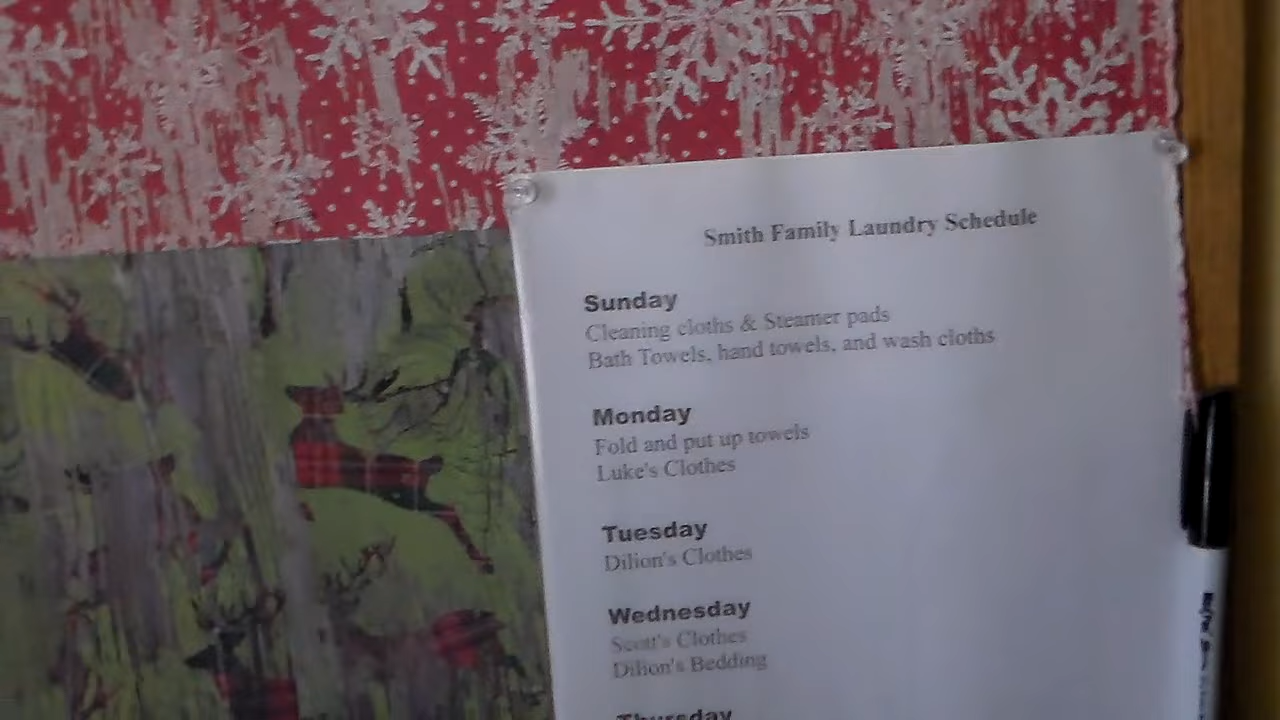 Smith Family Laundry Schedule
Sunday
Cleaning cloths & Steamer pads
Bath Towels, hand towels, and wash cloths
Monday
Fold and put up towels
Luke's Clothes
Tuesday
Dilion's Clothes
Wednesday
Scott's Clothes
Dilion's Bedding
Thursday